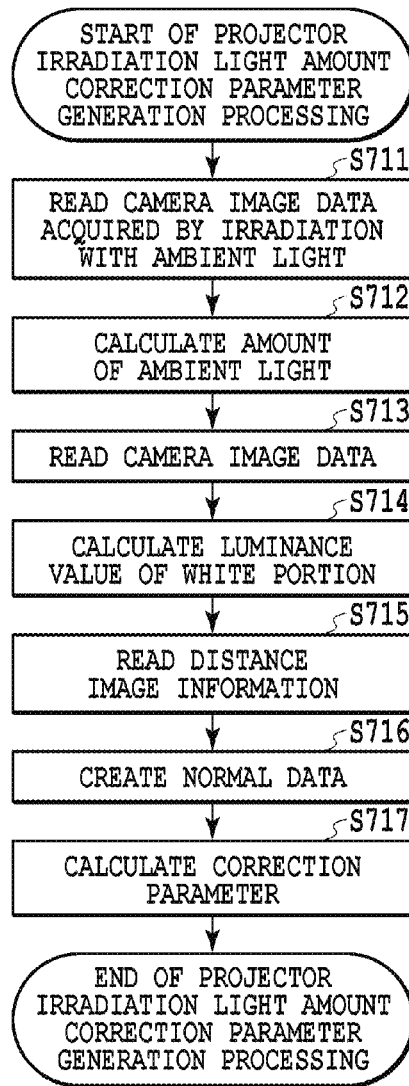 START OF PROJECTOR
IRRADIATION LIGHT AMOUNT
CORRECTION PARAMETER
GENERATION PROCESSING
S711
READ CAMERA IMAGE DATA
ACQUIRED BY IRRADIATION
WITH AMBIENT LIGHT
S712
CALCULATE AMOUNT
OF AMBIENT LIGHT
S713
READ CAMERA IMAGE DATA
S714
CALCULATE LUMINANCE
VALUE OF WHITE PORTION
S715
READ DISTANCE
IMAGE INFORMATION
S716
CREATE NORMAL DATA
S717
CALCULATE CORRECTION
PARAMETER
END OF PROJECTOR
IRRADIATION LIGHT AMOUNT
CORRECTION PARAMETER
GENERATION PROCESSING